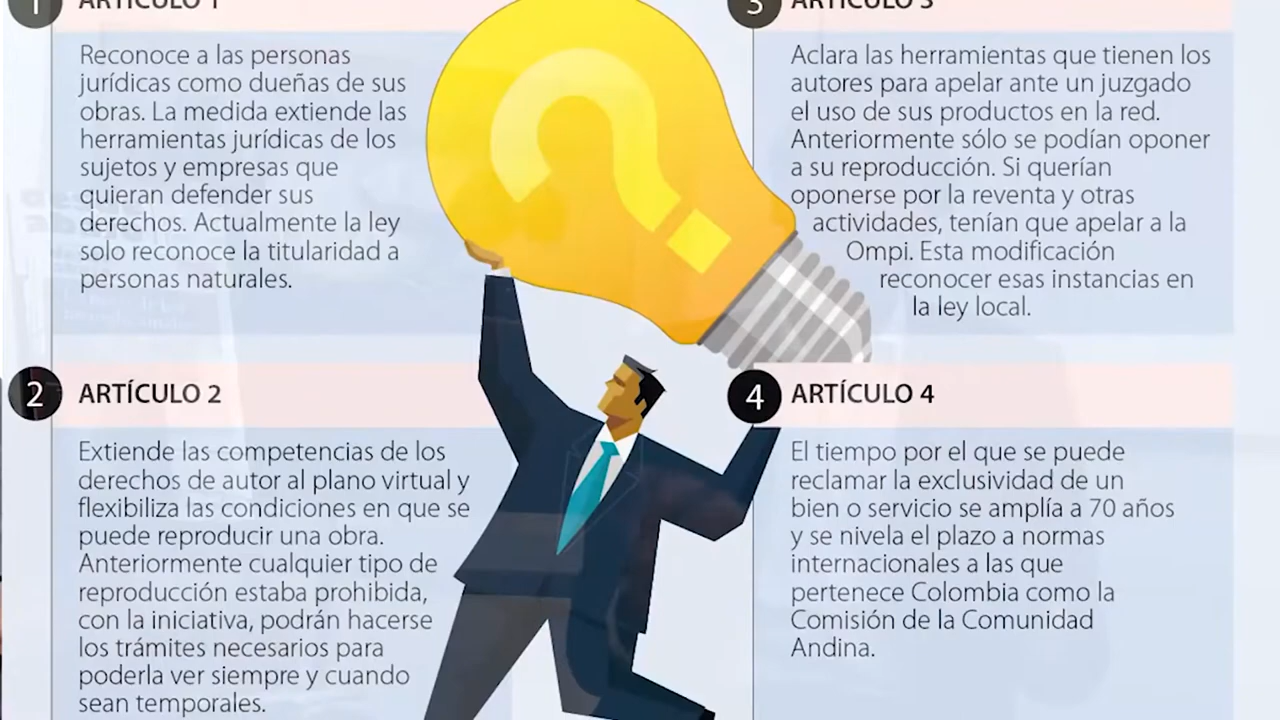 1 ARTÍCULO 1
Reconoce a las personas
jurídicas como dueñas de sus
obras. La medida extiende las
herramientas jurídicas de los
sujetos y empresas que
quieran defender sus
derechos. Actualmente la ley
solo reconoce la titularidad a
personas naturales.
2 ARTÍCULO 2
Extiende las competencias de los
derechos de autor al plano virtual y
flexibiliza las condiciones en que se
puede reproducir una obra.
Anteriormente cualquier tipo de
reproducción estaba prohibida,
con la iniciativa, podrán hacerse
los trámites necesarios para
poderla ver siempre y cuando
sean temporales.
3 ARTÍCULO 3
Aclara las herramientas que tienen los
autores para apelar ante un juzgado
el uso de sus productos en la red.
Anteriormente sólo se podían oponer
a su reproducción. Si querían
oponerse por la reventa y otras
actividades, tenían que apelar a la
Ompi. Esta modificación
reconocer esas instancias en
la ley local.
4 ARTÍCULO 4
El tiempo por el que se puede
reclamar la exclusividad de un
bien o servicio se amplía a 70 años
y se nivela el plazo a normas
internacionales a las que
pertenece Colombia como la
Comisión de la Comunidad
Andina.